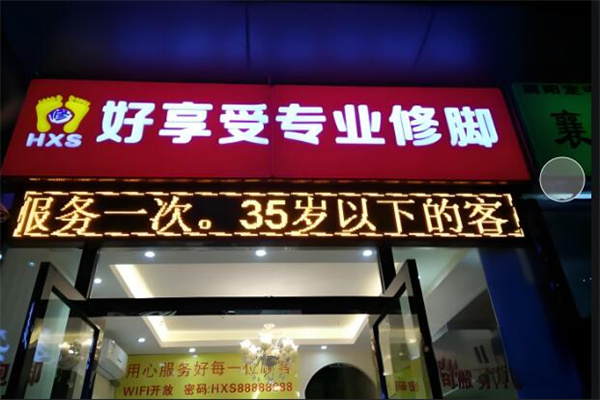 修
HXS
好享受专业修脚
襄
服务一次。35岁以下的客
用心服务好每一位顾客
WIFI开放 密码:HXS88888888